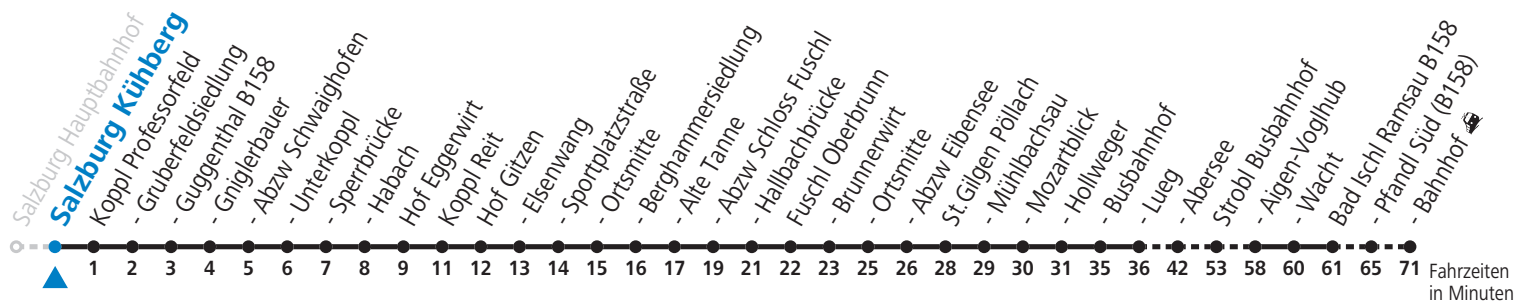 Salzburg Hauptbahnhof
Salzburg Kühberg
Koppl Professorfeld
- Gruberfeldsiedlung
- Guggenthal B158
- Gniglerbauer
- Abzw Schwaighofen
- Unterkoppl
- Sperrbrücke
- Habach
Hof Eggenwirt
Koppl Reit
Hof Gitzen
- Elsenwang
- Sportplatzstraße
- Ortsmitte
- Berghammersiedlung
- Alte Tanne
- Abzw Schloss Fuschl
- Hallbachbrücke
Fuschl Oberbrunn
- Brunnerwirt
- Ortsmitte
- Abzw Eibensee
St.Gilgen Pöllach
- Mühlbachsau
- Mozartblick
- Hollweger
- Busbahnhof
- Lueg
- Abersee
Strobl Busbahnhof
- Aigen-Voglhub
- Wacht
Bad Ischl Ramsau B158
- Pfandl Süd (B158)
- Bahnhof
1 2 3 4 5 6 7 8 9 11 12 13 14 15 16 17 19 21 22 23 25 26 28 29 30 31 35 36 42 53 58 60 61 65 71 Fahrzeiten
in Minuten